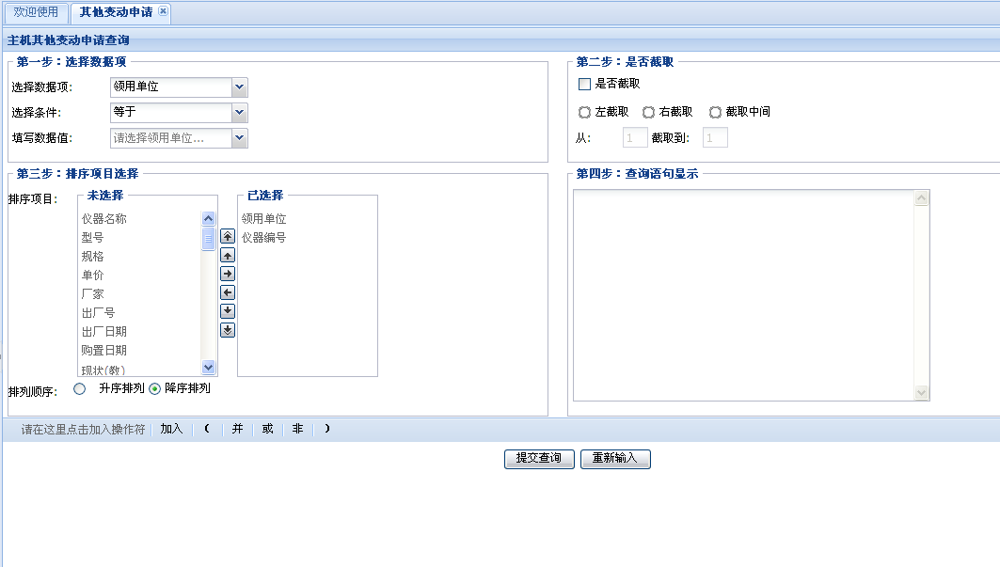 欢迎使用 其他变动申请
主机其他变动申请查询
第一步：选择数据项
选择数据项: 领用单位
选择条件: 等于
填写数据值: 请选择领用单位...
第二步：是否截取
是否截取
左截取 右截取 截取中间
从: 1 截取到: 1
第三步：排序项目选择
排序项目:
未选择
仪器名称
型号
规格
单价
厂家
出厂号
出厂日期
购置日期
现状(教)
已选择
领用单位
仪器编号
排列顺序: 升序排列 降序排列
第四步：查询语句显示
请在这里点击加入操作符 加入 ( 并 或 非 )
提交查询 重新输入